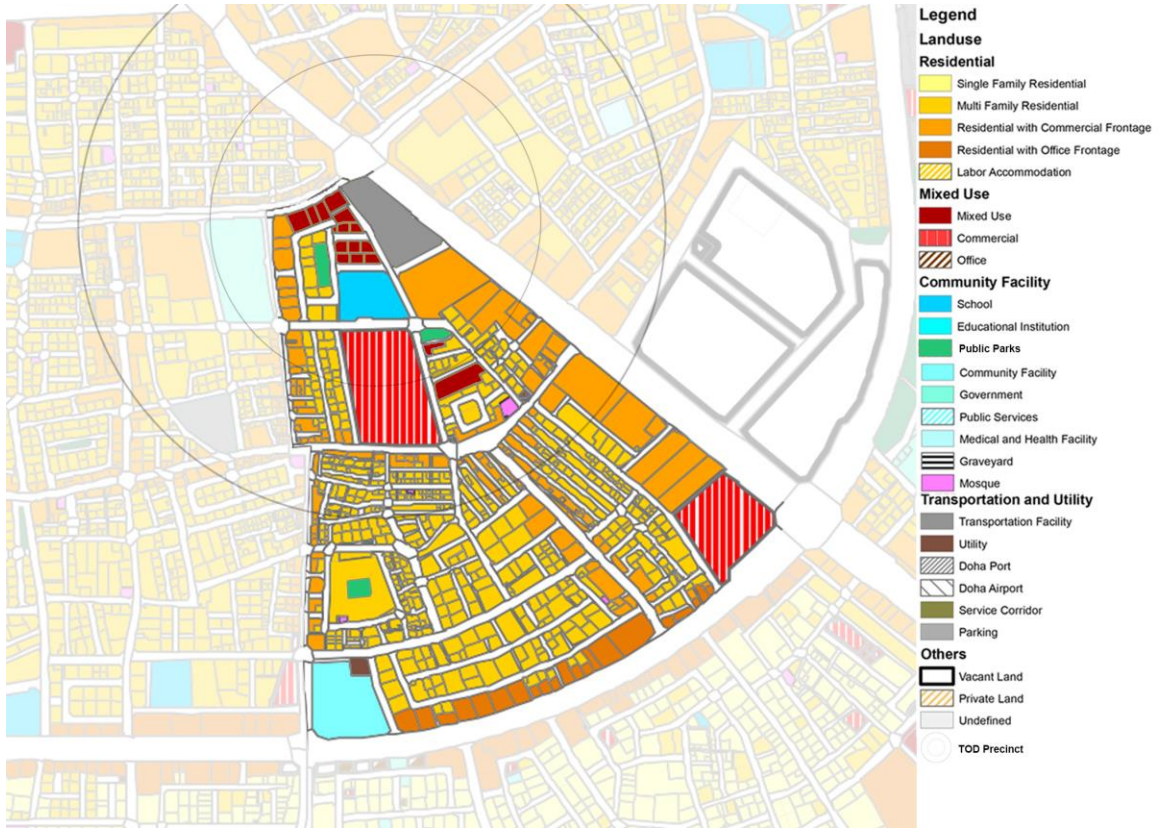 Legend
Landuse
Residential
Single Family Residential
Multi Family Residential
Residential with Commercial Frontage
Residential with Office Frontage
Labor Accommodation
Mixed Use
Mixed Use
Commercial
Office
Community Facility
School
Educational Institution
Public Parks
Community Facility
Government
Public Services
Medical and Health Facility
Graveyard
Mosque
Transportation and Utility
Transportation Facility
Utility
Doha Port
Doha Airport
Service Corridor
Parking
Others
Vacant Land
Private Land
Undefined
TOD Precinct